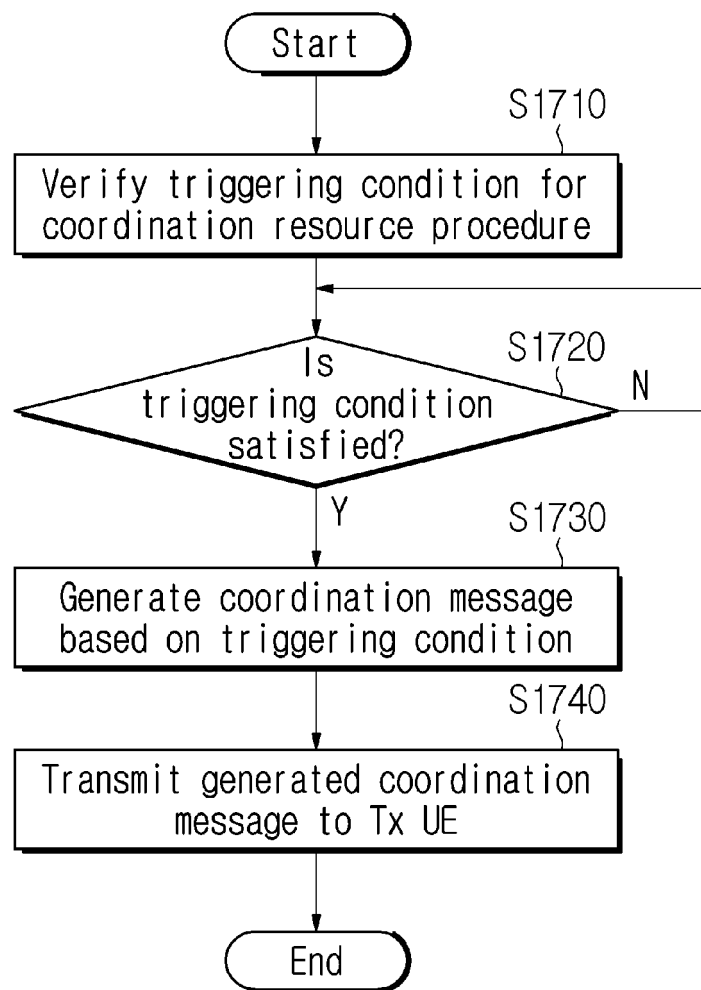 Start
S1710
Verify triggering condition for
coordination resource procedure
S1720
Is
triggering condition
satisfied?
N
Y
S1730
Generate coordination message
based on triggering condition
S1740
Transmit generated coordination
message to Tx UE
End